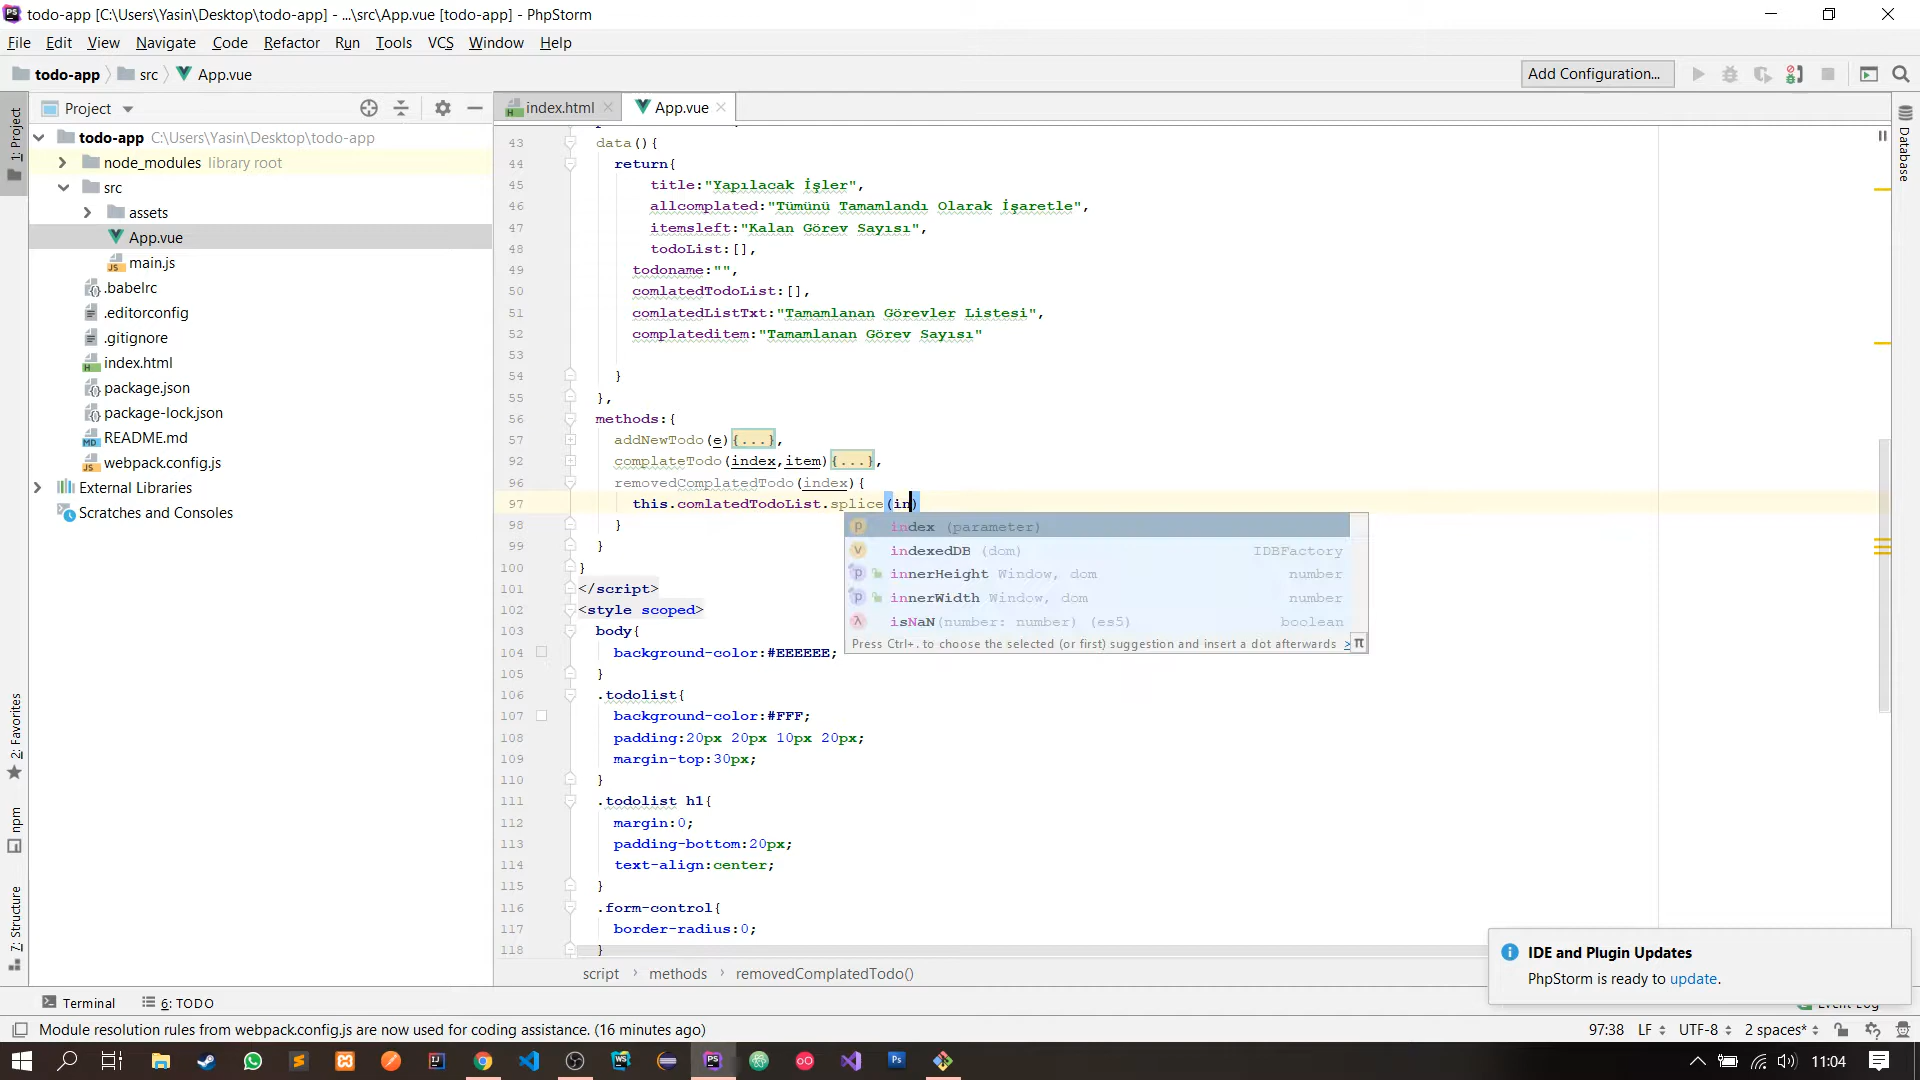 todo-app [C:\Users\Yasin\Desktop\todo-app] - ...\src\App.vue [todo-app] - PhpStorm
File Edit View Navigate Code Refactor Run Tools VCS Window Help
todo-app src App.vue Add Configuration...
1: Project
Project
index.html App.vue
Database
todo-app C:\Users\Yasin\Desktop\todo-app
node_modules library root
src
assets
App.vue
main.js
.babelrc
.editorconfig
.gitignore
index.html
package.json
package-lock.json
README.md
webpack.config.js
External Libraries
Scratches and Consoles
2: Favorites
npm
7: Structure
43 data(){
44 return{
45 title:"Yapılacak İşler",
46 allcomplated:"Tümünü Tamamlandı Olarak İşaretle",
47 itemsleft:"Kalan Görev Sayısı",
48 todoList:[],
49 todoname:"",
50 comlatedTodoList:[],
51 comlatedListTxt:"Tamamlanan Görevler Listesi",
52 complateditem:"Tamamlanan Görev Sayısı"
53
54 }
55 },
56 methods:{
57 addNewTodo(e){...},
92 complateTodo(index,item){...},
96 removedComplatedTodo(index){
97 this.comlatedTodoList.splice(in)
98 }
99 }
100 }
101 </script>
102 <style scoped>
103 body{
104 background-color:#EEEEEE;
105 }
106 .todolist{
107 background-color:#FFF;
108 padding:20px 20px 10px 20px;
109 margin-top:30px;
110 }
111 .todolist h1{
112 margin:0;
113 padding-bottom:20px;
114 text-align:center;
115 }
116 .form-control{
117 border-radius:0;
118 }
p index (parameter)
v indexedDB (dom) IDBFactory
p innerHeight Window, dom number
p innerWidth Window, dom number
λ isNaN(number: number) (es5) boolean
Press Ctrl+. to choose the selected (or first) suggestion and insert a dot afterwards >> π
script › methods › removedComplatedTodo()
IDE and Plugin Updates
PhpStorm is ready to update.
Terminal 6: TODO Event Log
Module resolution rules from webpack.config.js are now used for coding assistance. (16 minutes ago) 97:38 LF UTF-8 2 spaces*
11:04